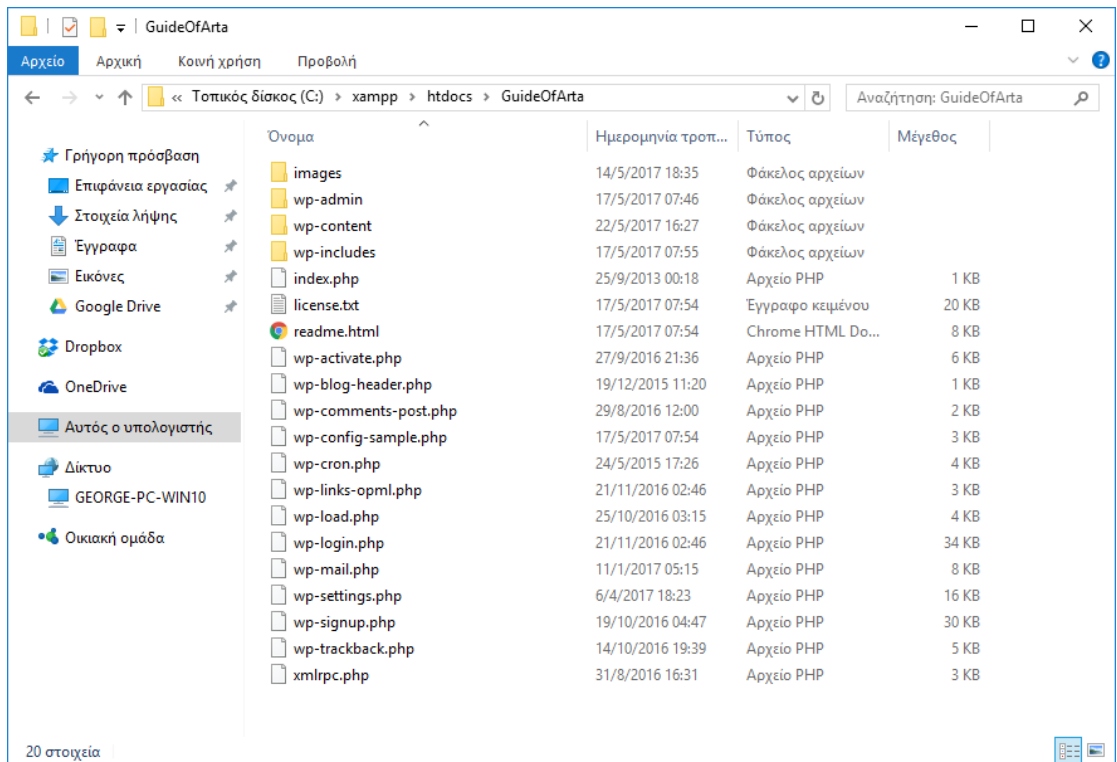 GuideOfArta
Αρχείο Αρχική Κοινή χρήση Προβολή
« Τοπικός δίσκος (C:) › xampp › htdocs › GuideOfArta Αναζήτηση: GuideOfArta
Γρήγορη πρόσβαση
Επιφάνεια εργασίας
Στοιχεία λήψης
Έγγραφα
Εικόνες
Google Drive
Dropbox
OneDrive
Αυτός ο υπολογιστής
Δίκτυο
GEORGE-PC-WIN10
Οικιακή ομάδα
Όνομα Ημερομηνία τροπ... Τύπος Μέγεθος
images 14/5/2017 18:35 Φάκελος αρχείων
wp-admin 17/5/2017 07:46 Φάκελος αρχείων
wp-content 22/5/2017 16:27 Φάκελος αρχείων
wp-includes 17/5/2017 07:55 Φάκελος αρχείων
index.php 25/9/2013 00:18 Αρχείο PHP 1 KB
license.txt 17/5/2017 07:54 Έγγραφο κειμένου 20 KB
readme.html 17/5/2017 07:54 Chrome HTML Do... 8 KB
wp-activate.php 27/9/2016 21:36 Αρχείο PHP 6 KB
wp-blog-header.php 19/12/2015 11:20 Αρχείο PHP 1 KB
wp-comments-post.php 29/8/2016 12:00 Αρχείο PHP 2 KB
wp-config-sample.php 17/5/2017 07:54 Αρχείο PHP 3 KB
wp-cron.php 24/5/2015 17:26 Αρχείο PHP 4 KB
wp-links-opml.php 21/11/2016 02:46 Αρχείο PHP 3 KB
wp-load.php 25/10/2016 03:15 Αρχείο PHP 4 KB
wp-login.php 21/11/2016 02:46 Αρχείο PHP 34 KB
wp-mail.php 11/1/2017 05:15 Αρχείο PHP 8 KB
wp-settings.php 6/4/2017 18:23 Αρχείο PHP 16 KB
wp-signup.php 19/10/2016 04:47 Αρχείο PHP 30 KB
wp-trackback.php 14/10/2016 19:39 Αρχείο PHP 5 KB
xmlrpc.php 31/8/2016 16:31 Αρχείο PHP 3 KB
20 στοιχεία